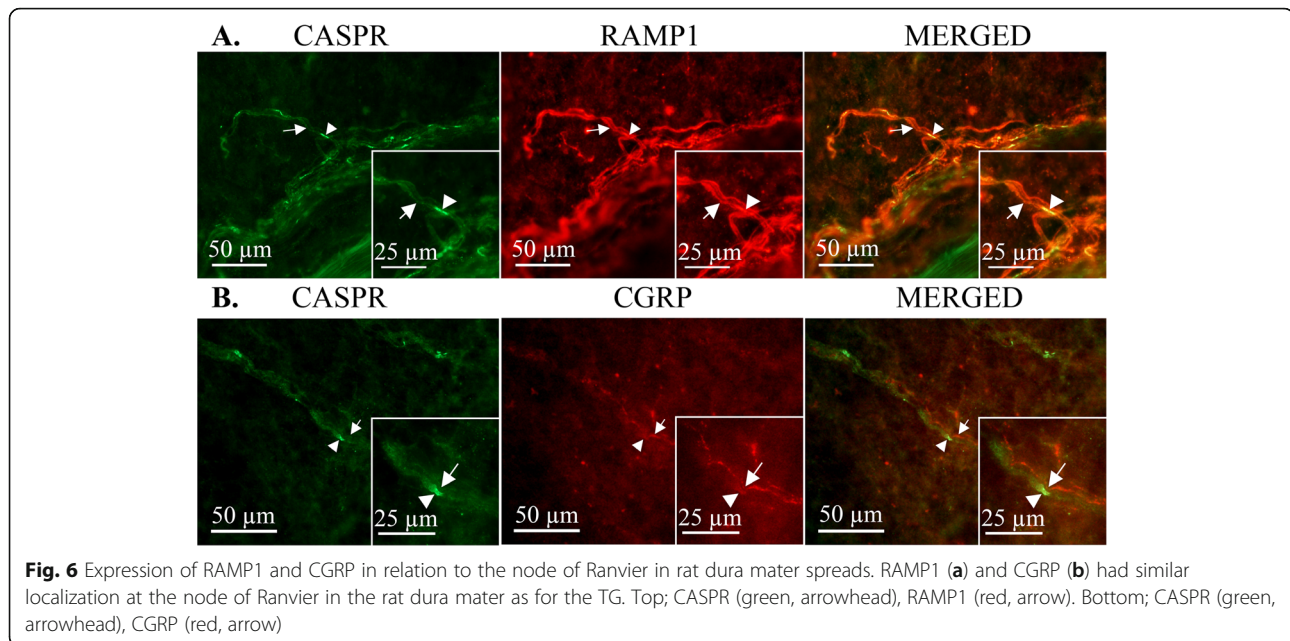 A. CASPR RAMP1 MERGED
50 µm 25 µm 50 µm 25 µm 50 µm 25 µm
B. CASPR CGRP MERGED
50 µm 25 µm 50 µm 25 µm 50 µm 25 µm
Fig. 6 Expression of RAMP1 and CGRP in relation to the node of Ranvier in rat dura mater spreads. RAMP1 (a) and CGRP (b) had similar
localization at the node of Ranvier in the rat dura mater as for the TG. Top; CASPR (green, arrowhead), RAMP1 (red, arrow). Bottom; CASPR (green,
arrowhead), CGRP (red, arrow)